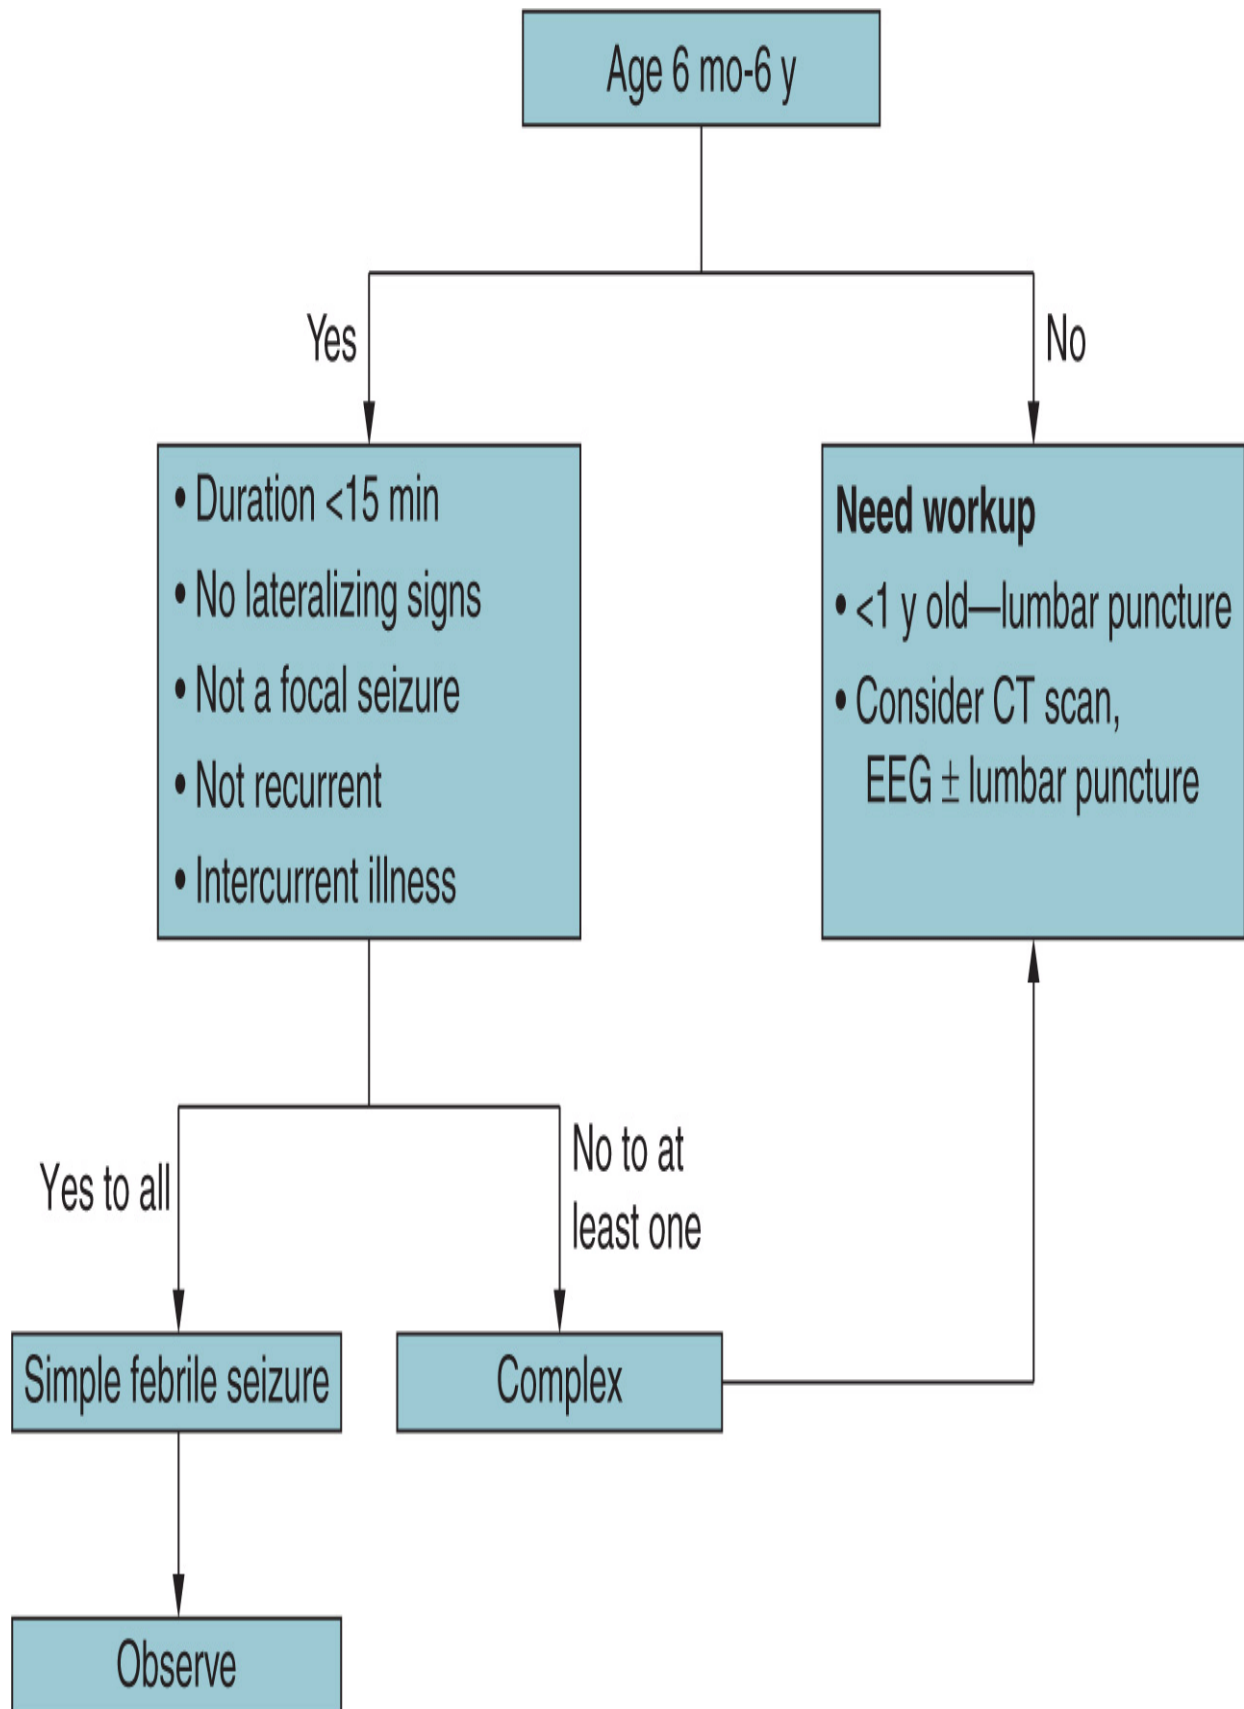 Age 6 mo-6 y
Yes
No
• Duration <15 min
• No lateralizing signs
• Not a focal seizure
• Not recurrent
• Intercurrent illness
Need workup
• <1 y old—lumbar puncture
• Consider CT scan,
EEG ± lumbar puncture
Yes to all
No to at
least one
Simple febrile seizure
Complex
Observe